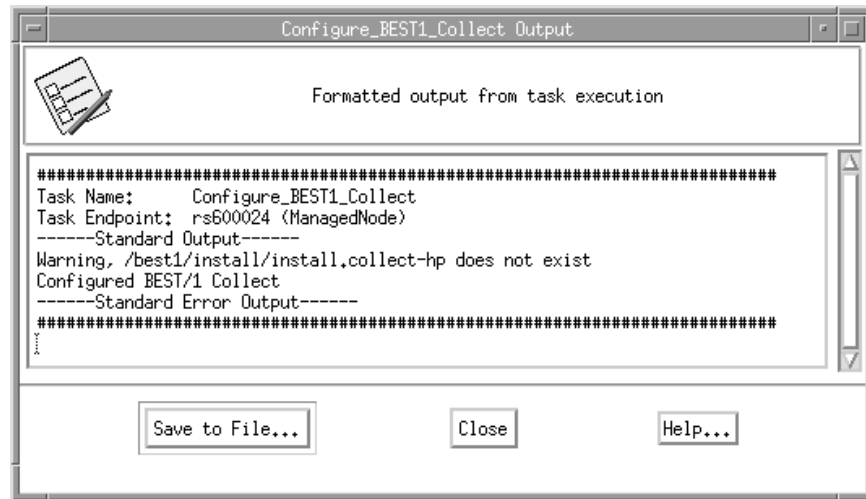 Configure_BEST1_Collect Output
Formatted output from task execution
############################################################################
Task Name:      Configure_BEST1_Collect
Task Endpoint:  rs600024 (ManagedNode)
------Standard Output------
Warning, /best1/install/install.collect-hp does not exist
Configured BEST/1 Collect
------Standard Error Output------
############################################################################
Save to File...
Close
Help...